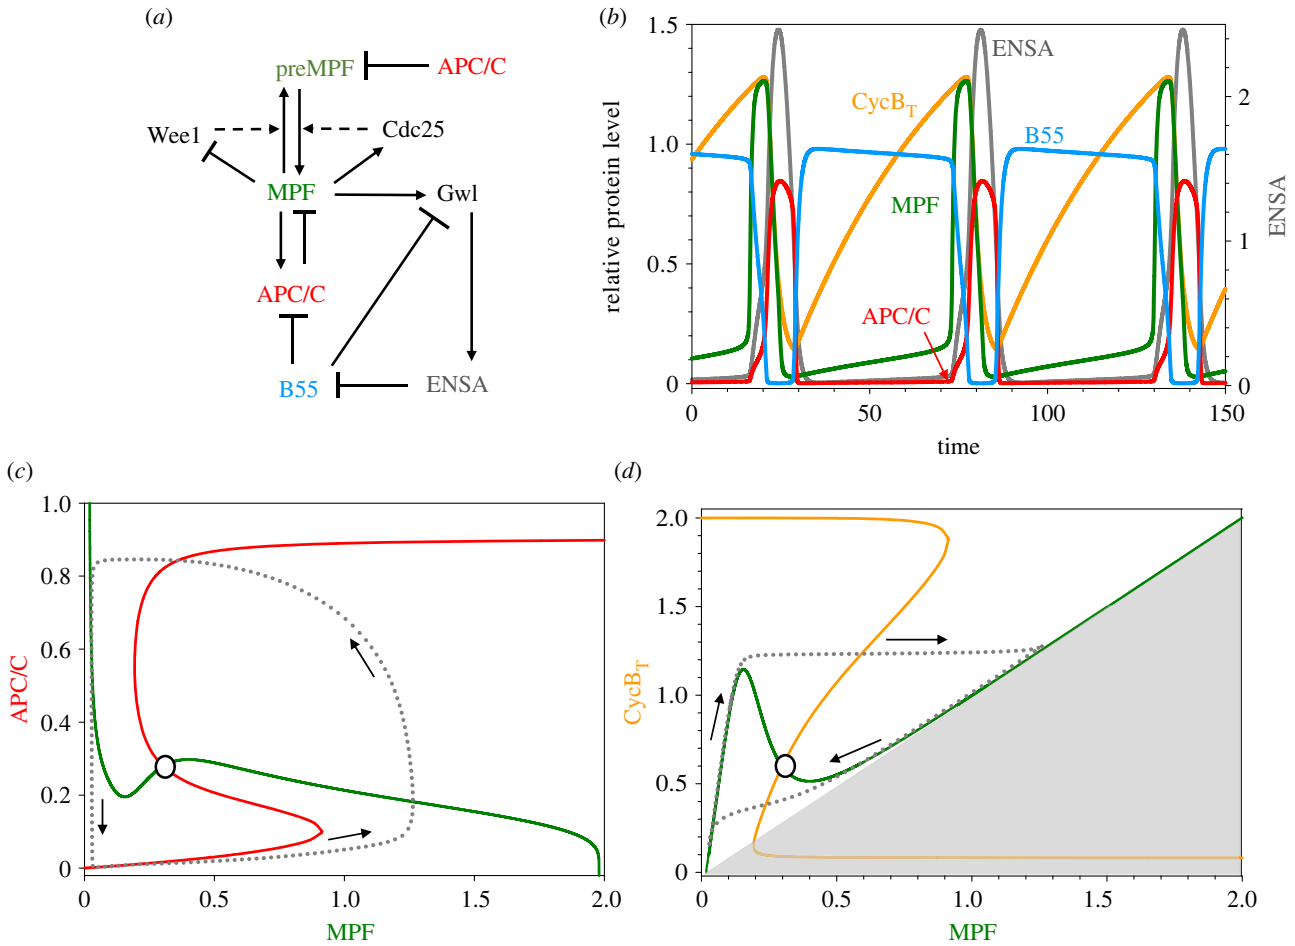 (a)
preMPF
APC/C
Wee1
Cdc25
MPF
Gwl
APC/C
B55
ENSA
(b)
1.5
1.0
0.5
0
relative protein level
ENSA
CycB_T
B55
MPF
APC/C
2
1
0
ENSA
0
50
100
150
time
(c)
1.0
0.8
0.6
0.4
0.2
0
APC/C
0
0.5
1.0
1.5
2.0
MPF
(d)
2.0
1.5
1.0
0.5
0
CycB_T
0
0.5
1.0
1.5
2.0
MPF